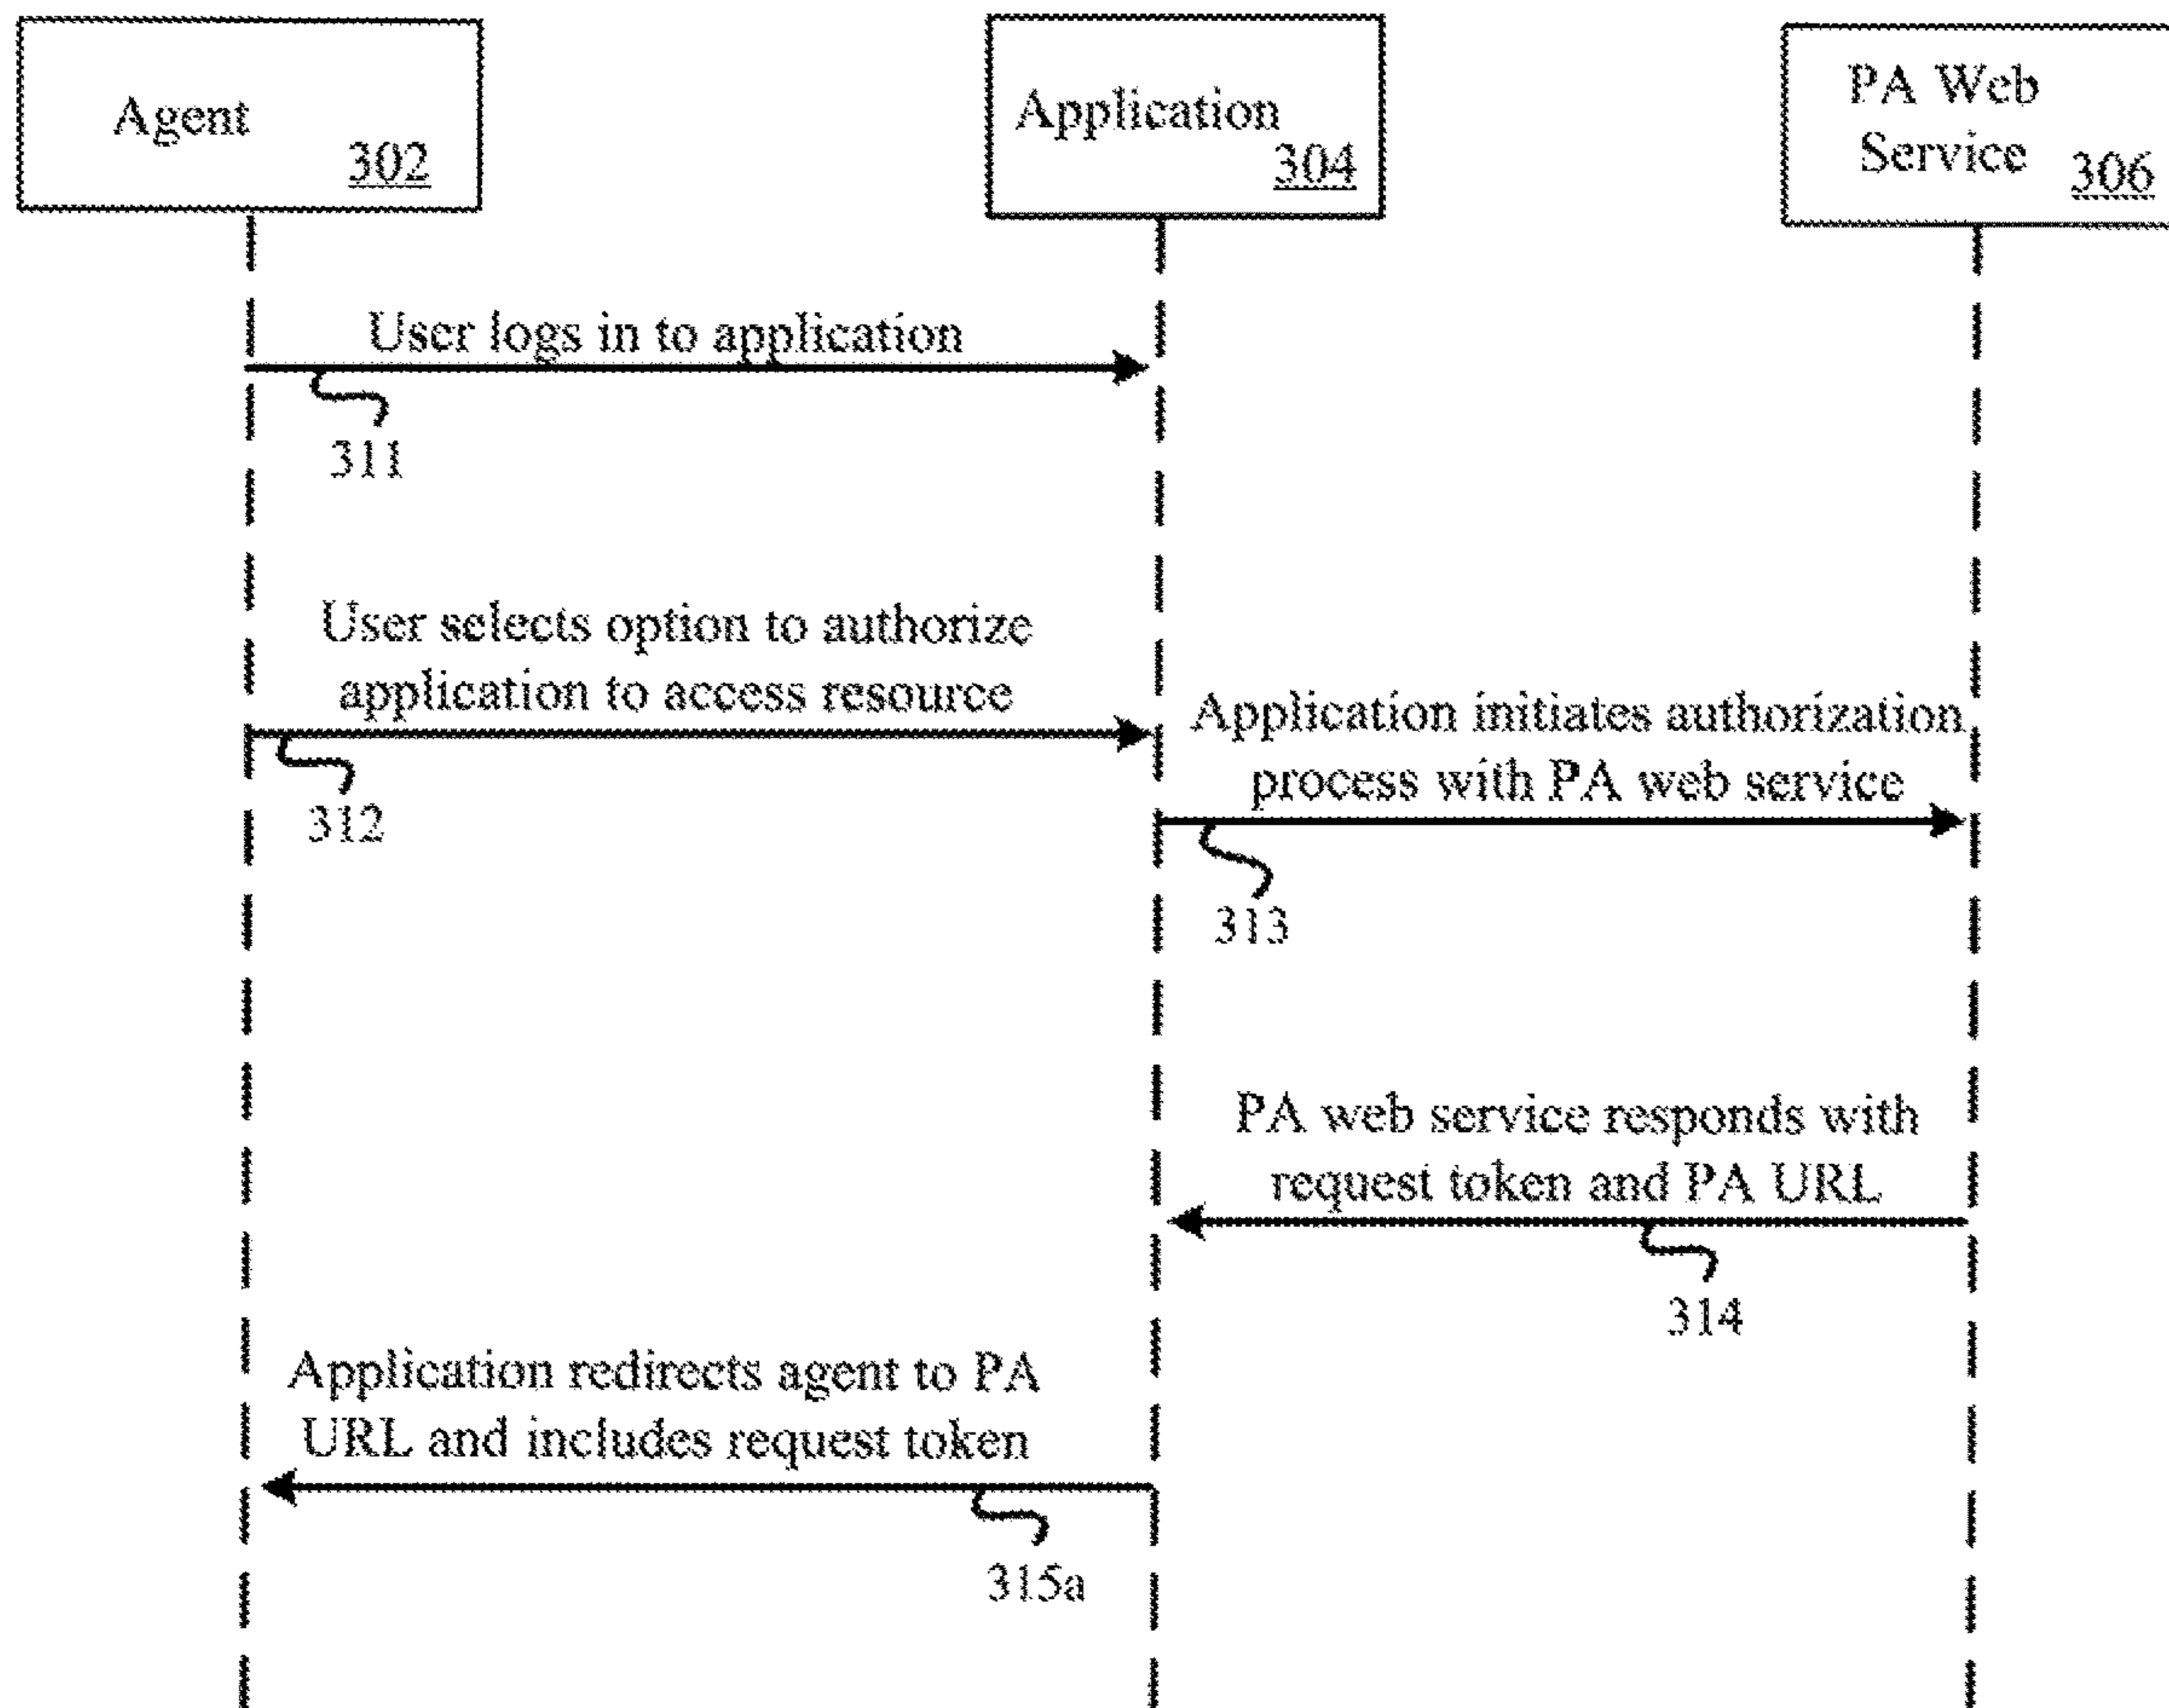 Agent
302
Application
304
PA Web
Service
306
User logs in to application
311
User selects option to authorize
application to access resource
312
Application initiates authorization
process with PA web service
313
PA web service responds with
request token and PA URL
314
Application redirects agent to PA
URL and includes request token
315a